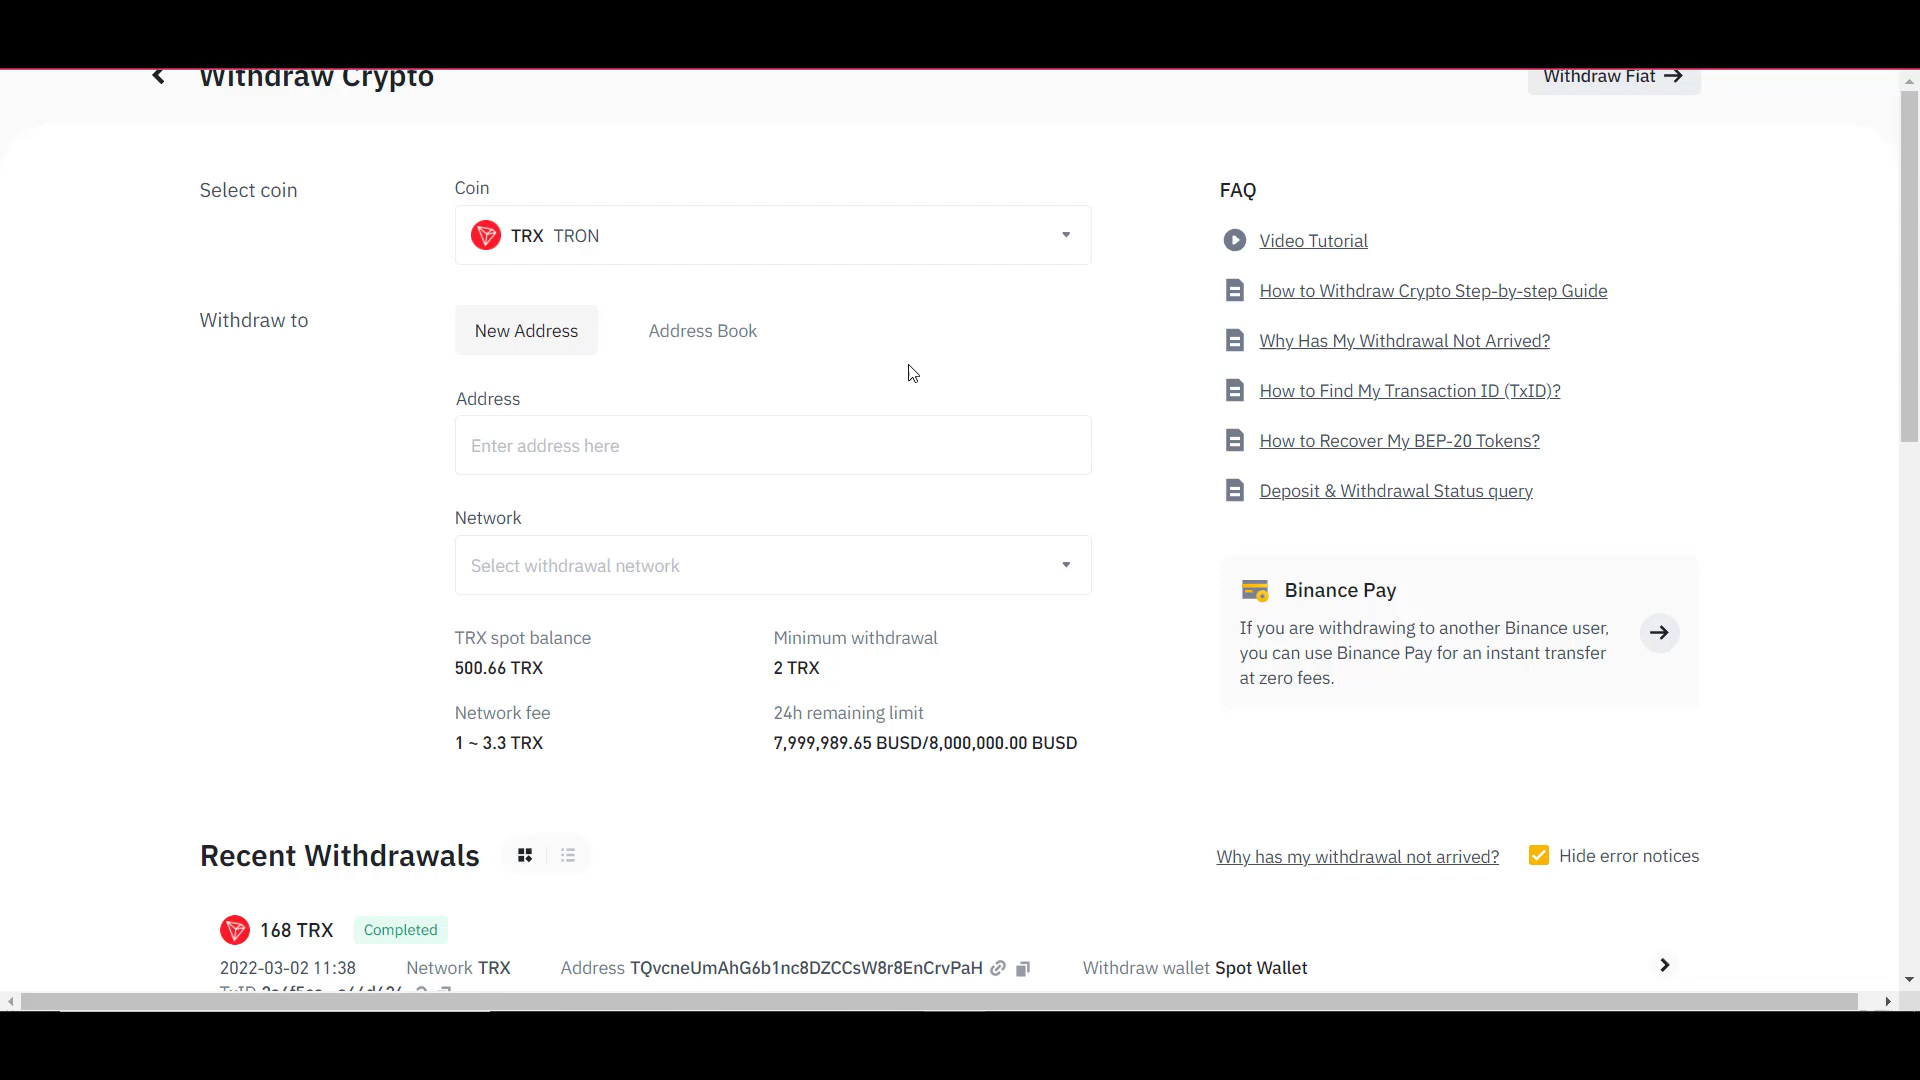 Withdraw Crypto
Withdraw Fiat
Select coin
Coin
TRX TRON
Withdraw to
New Address
Address Book
Address
Enter address here
Network
Select withdrawal network
TRX spot balance
Minimum withdrawal
500.66 TRX
2 TRX
Network fee
24h remaining limit
1 ~ 3.3 TRX
7,999,989.65 BUSD/8,000,000.00 BUSD
FAQ
Video Tutorial
How to Withdraw Crypto Step-by-step Guide
Why Has My Withdrawal Not Arrived?
How to Find My Transaction ID (TxID)?
How to Recover My BEP-20 Tokens?
Deposit & Withdrawal Status query
Binance Pay
If you are withdrawing to another Binance user,
you can use Binance Pay for an instant transfer
at zero fees.
Recent Withdrawals
Why has my withdrawal not arrived?
Hide error notices
168 TRX Completed
2022-03-02 11:38 Network TRX Address TQvcneUmAhG6b1nc8DZCCsW8r8EnCrvPaH Withdraw wallet Spot Wallet
TxID